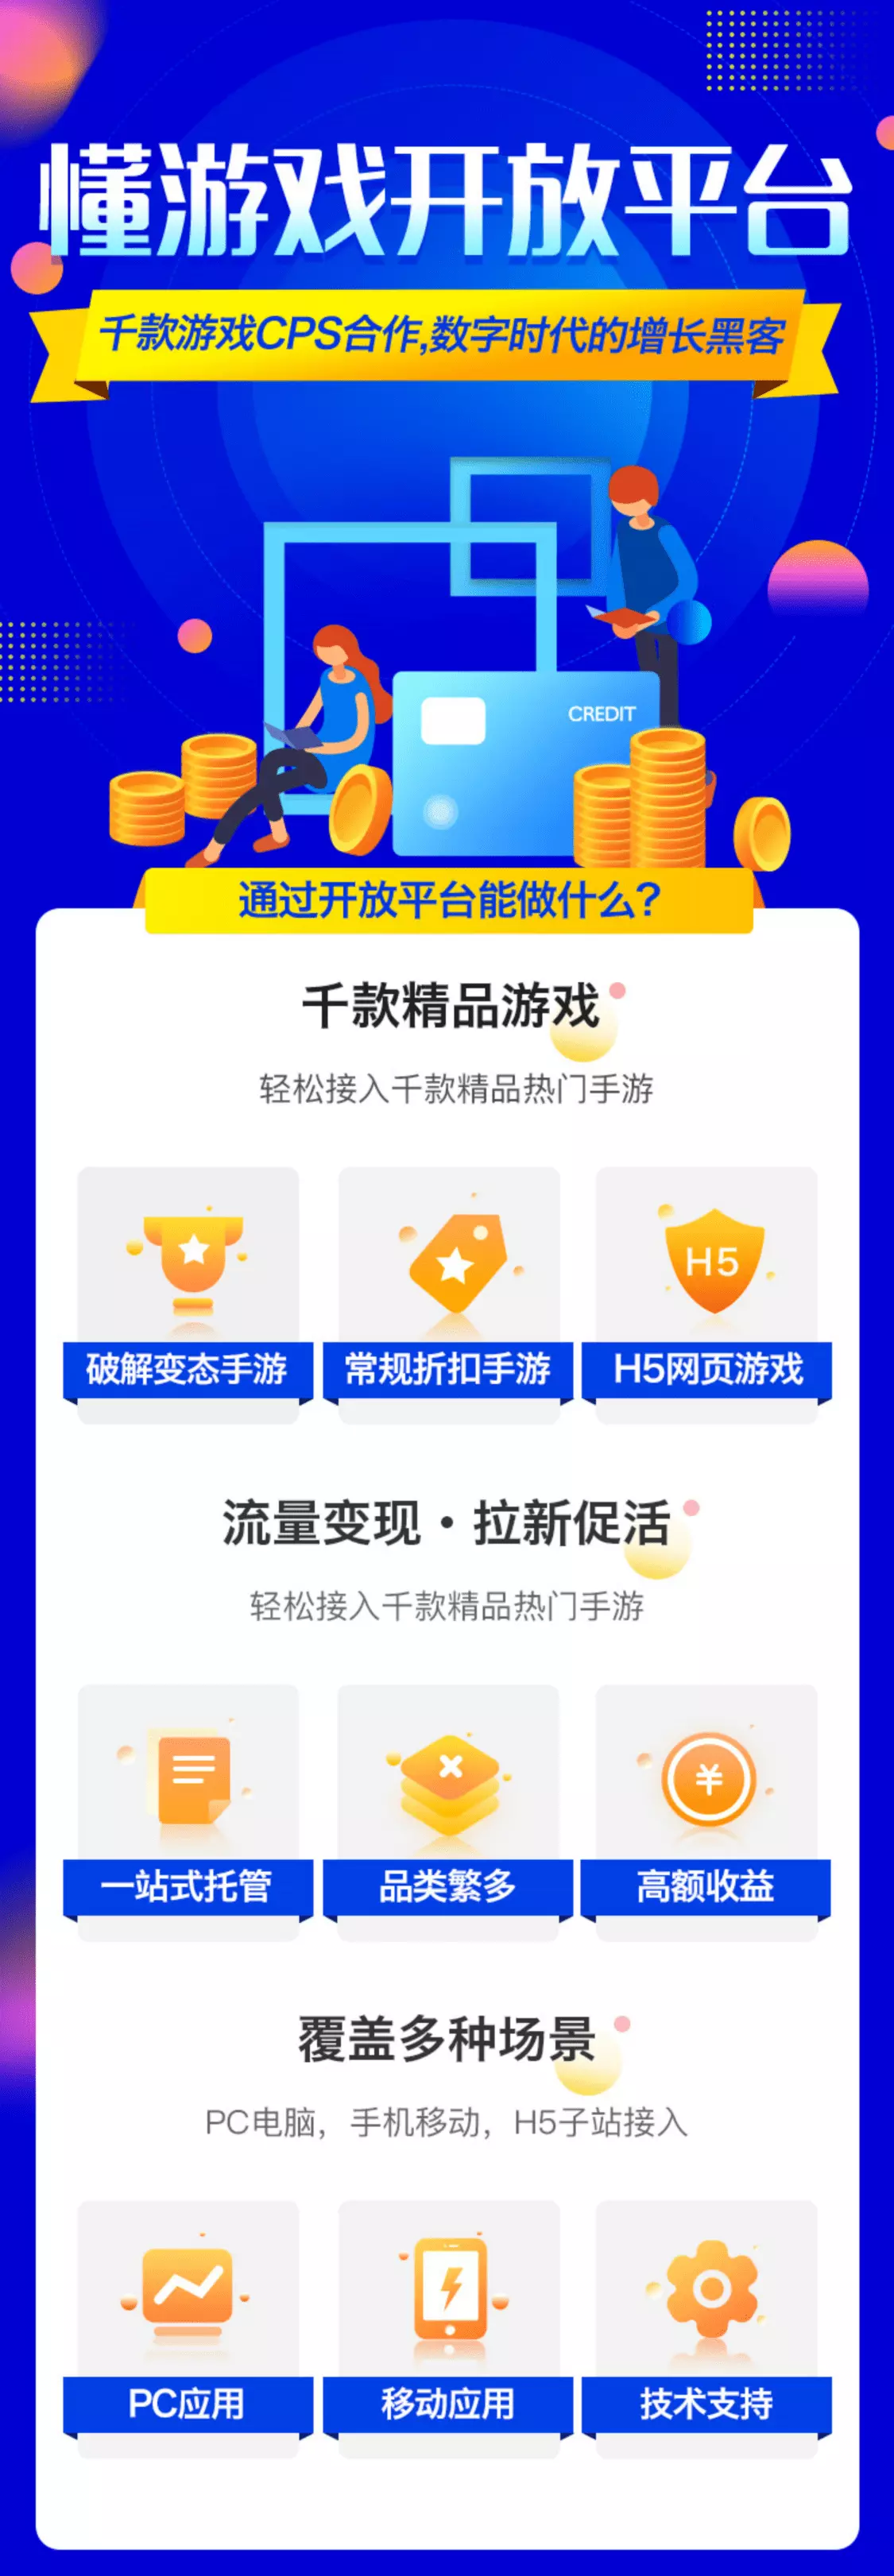 懂游戏开放平台
千款游戏CPS合作,数字时代的增长黑客
CREDIT
通过开放平台能做什么?
千款精品游戏
轻松接入千款精品热门手游
H5
破解变态手游
常规折扣手游
H5网页游戏
流量变现·拉新促活
轻松接入千款精品热门手游
¥
一站式托管
品类繁多
高额收益
覆盖多种场景
PC电脑，手机移动，H5子站接入
PC应用
移动应用
技术支持